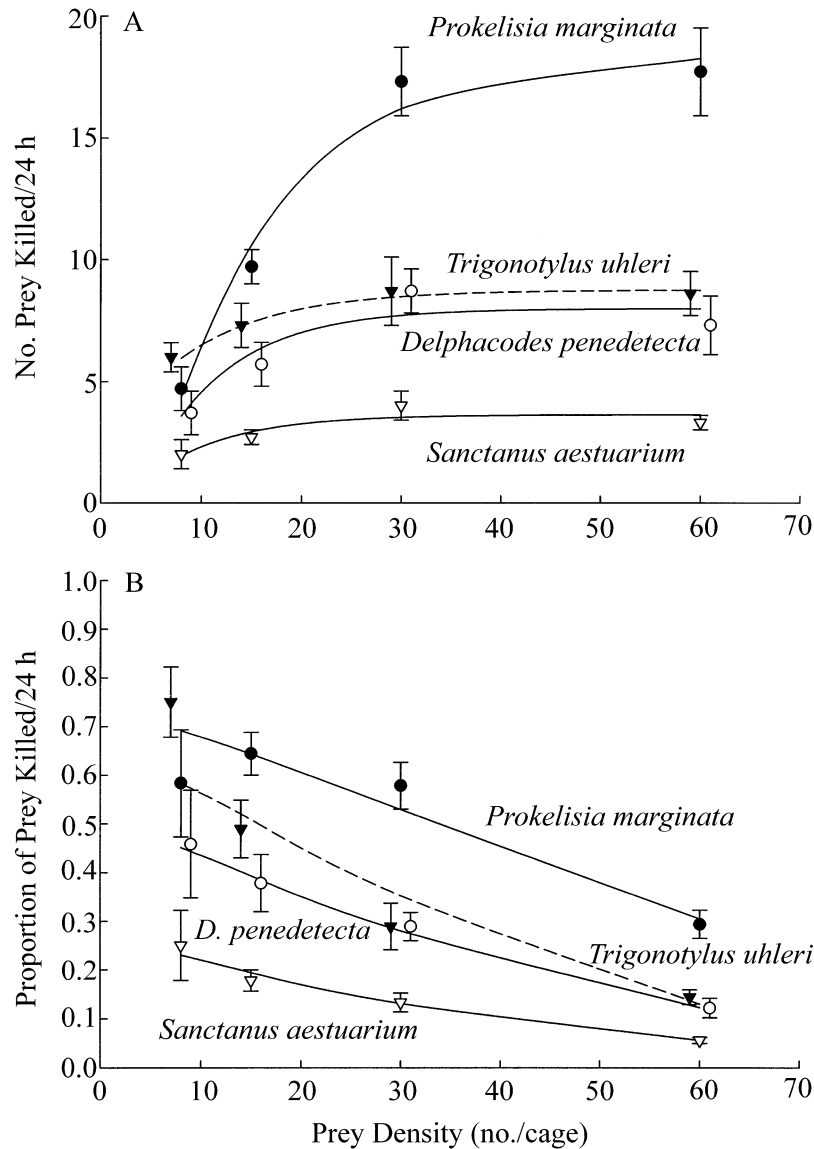 A
Prokelisia marginata
Trigonotylus uhleri
Delphacodes penedetecta
Sanctanus aestuarium
No. Prey Killed/24 h
20
15
10
5
0
0 10 20 30 40 50 60 70
B
Prokelisia marginata
D. penedetecta
Trigonotylus uhleri
Sanctanus aestuarium
Proportion of Prey Killed/24 h
1.0
0.9
0.8
0.7
0.6
0.5
0.4
0.3
0.2
0.1
0.0
0 10 20 30 40 50 60 70
Prey Density (no./cage)